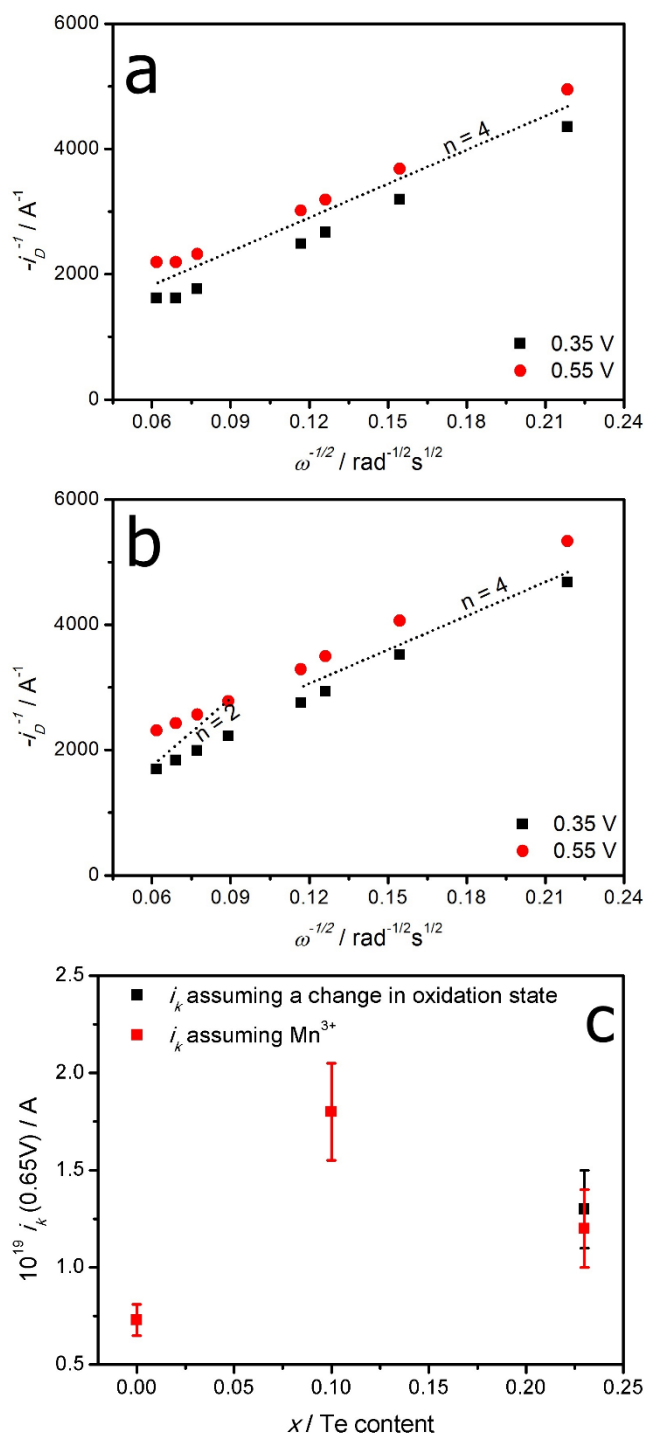 a
6000
4000
2000
0
-i_D^-1 / A^-1
n = 4
0.35 V
0.55 V
0.06 0.09 0.12 0.15 0.18 0.21 0.24
ω^-1/2 / rad^-1/2 s^1/2
b
6000
4000
2000
0
-i_D^-1 / A^-1
n = 4
n = 2
0.35 V
0.55 V
0.06 0.09 0.12 0.15 0.18 0.21 0.24
ω^-1/2 / rad^-1/2 s^1/2
c
i_k assuming a change in oxidation state
i_k assuming Mn^3+
2.5
2.0
1.5
1.0
0.5
10^19 i_k (0.65V) / A
0.00 0.05 0.10 0.15 0.20 0.25
x / Te content